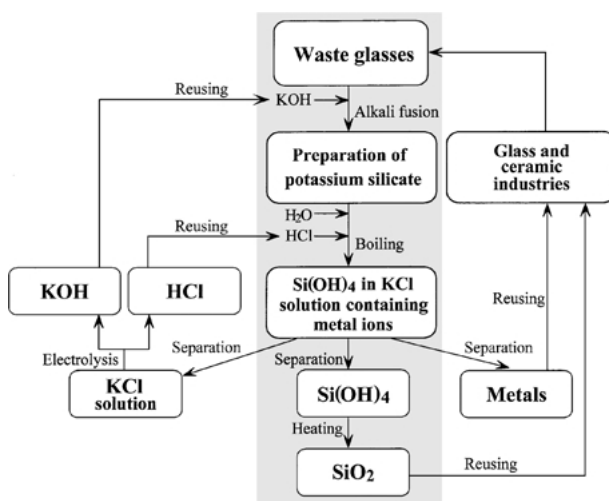 Waste glasses
Reusing
KOH
Alkali fusion
Preparation of
potassium silicate
Glass and
ceramic
industries
H₂O
Reusing
HCl
Boiling
KOH
HCl
Si(OH)₄ in KCl
solution containing
metal ions
Reusing
Electrolysis
Separation
Separation
Separation
KCl
solution
Si(OH)₄
Metals
Heating
SiO₂
Reusing